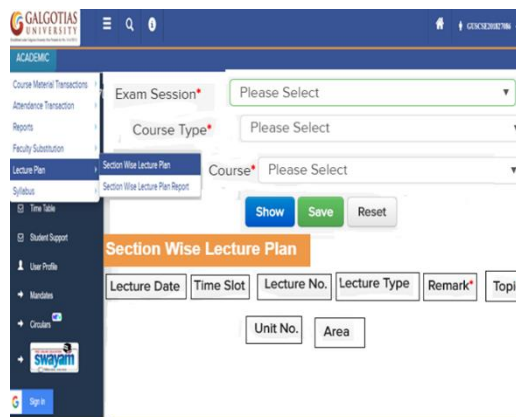 GALGOTIAS
UNIVERSITY
GUSCSE201827086
ACADEMIC
Course Material Transactions
Attendance Transaction
Reports
Faculty Substitution
Lecture Plan
Syllabus
Section Wise Lecture Plan
Section Wise Lecture Plan Report
Time Table
Student Support
User Profile
Mandates
Circulars
swayam
Sign in
Exam Session* Please Select
Course Type* Please Select
Course* Please Select
Show Save Reset
Section Wise Lecture Plan
Lecture Date Time Slot Lecture No. Lecture Type Remark* Topi
Unit No. Area